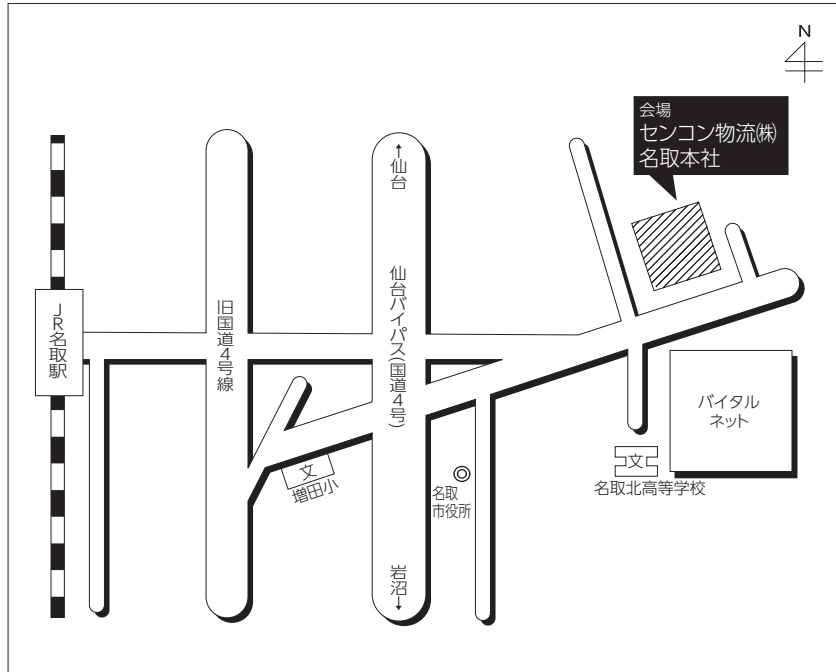 N
会場
センコン物流㈱
名取本社
↑仙台
仙台バイパス(国道4号)
岩沼↓
旧国道4号線
JR名取駅
バイタル
ネット
文
増田小
名取
市役所
文
名取北高等学校